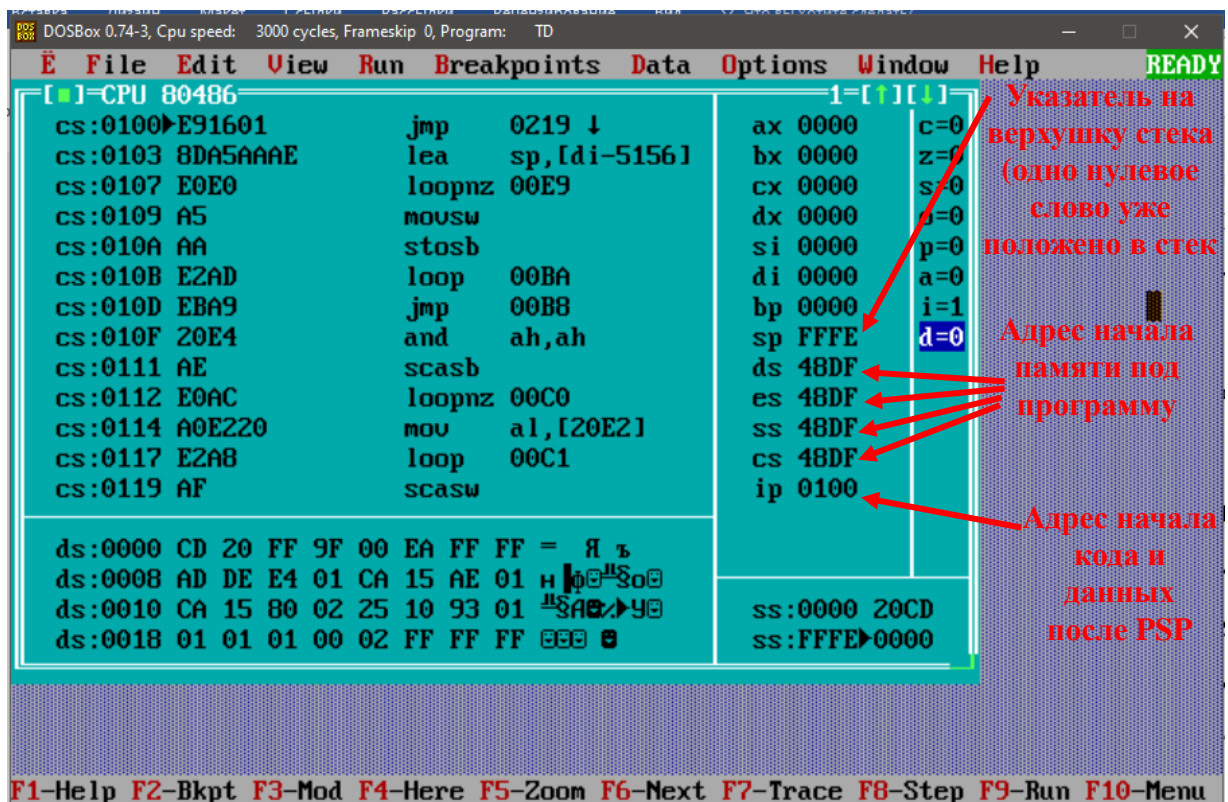 DOSBox 0.74-3, Cpu speed: 3000 cycles, Frameskip 0, Program: TD
Ё File Edit View Run Breakpoints Data Options Window Help READY
[■]=CPU 80486 1=[↑][↓]
cs:0100►E91601 jmp 0219 ↓ ax 0000 c=0
cs:0103 8DA5AAAE lea sp,[di-5156] bx 0000 z=0
cs:0107 E0E0 loopnz 00E9 cx 0000 s=0
cs:0109 A5 movsw dx 0000 o=0
cs:010A AA stosb si 0000 p=0
cs:010B E2AD loop 00BA di 0000 a=0
cs:010D EBA9 jmp 00B8 bp 0000 i=1
cs:010F 20E4 and ah,ah sp FFFE d=0
cs:0111 AE scasb ds 48DF
cs:0112 E0AC loopnz 00C0 es 48DF
cs:0114 A0E220 mov al,[20E2] ss 48DF
cs:0117 E2A8 loop 00C1 cs 48DF
cs:0119 AF scasw ip 0100
ds:0000 CD 20 FF 9F 00 EA FF FF = Я ъ
ds:0008 AD DE E4 01 CA 15 AE 01
ds:0010 CA 15 80 02 25 10 93 01
ds:0018 01 01 01 00 02 FF FF FF
ss:0000 20CD
ss:FFFE►0000
Указатель на
верхушку стека
(одно нулевое
слово уже
положено в стек
Адрес начала
памяти под
программу
Адрес начала
кода и
данных
после PSP
F1-Help F2-Bkpt F3-Mod F4-Here F5-Zoom F6-Next F7-Trace F8-Step F9-Run F10-Menu